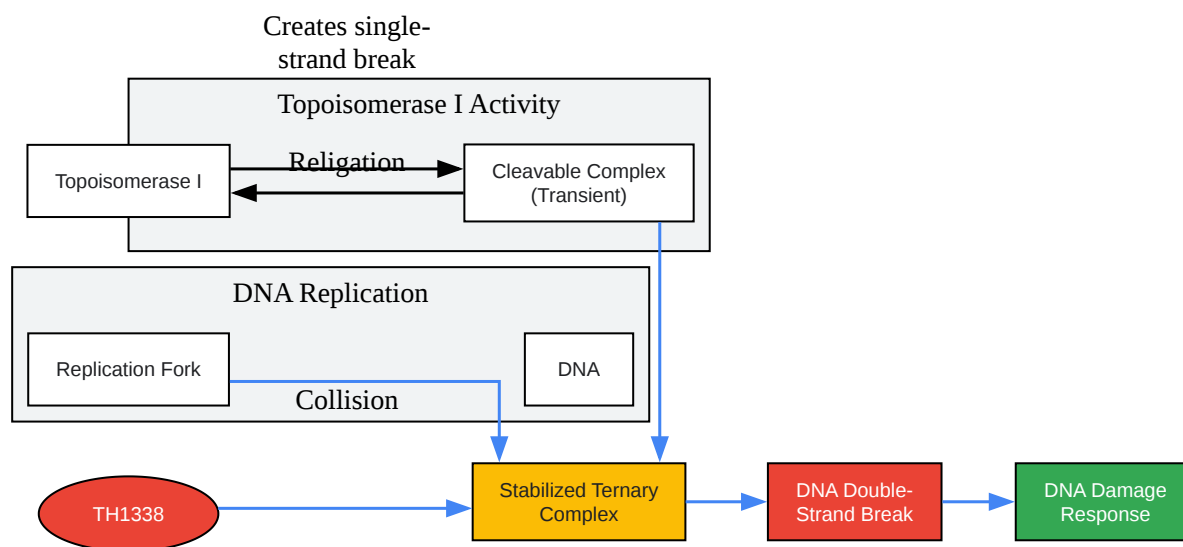 Creates single-
strand break
Topoisomerase I Activity
Topoisomerase I
Religation
Cleavable Complex
(Transient)
DNA Replication
Replication Fork
Collision
DNA
TH1338
Stabilized Ternary
Complex
DNA Double-
Strand Break
DNA Damage
Response